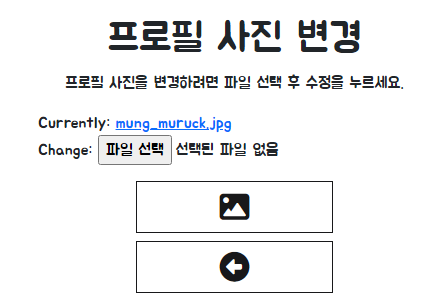 프로필 사진 변경
프로필 사진을 변경하려면 파일 선택 후 수정을 누르세요.
Currently: mung_muruck.jpg
Change: 파일 선택 선택된 파일 없음